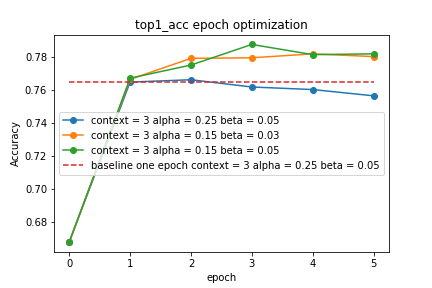 top1_acc epoch optimization
Accuracy
0.78
0.76
0.74
0.72
0.70
0.68
context = 3 alpha = 0.25 beta = 0.05
context = 3 alpha = 0.15 beta = 0.03
context = 3 alpha = 0.15 beta = 0.05
baseline one epoch context = 3 alpha = 0.25 beta = 0.05
0 1 2 3 4 5
epoch